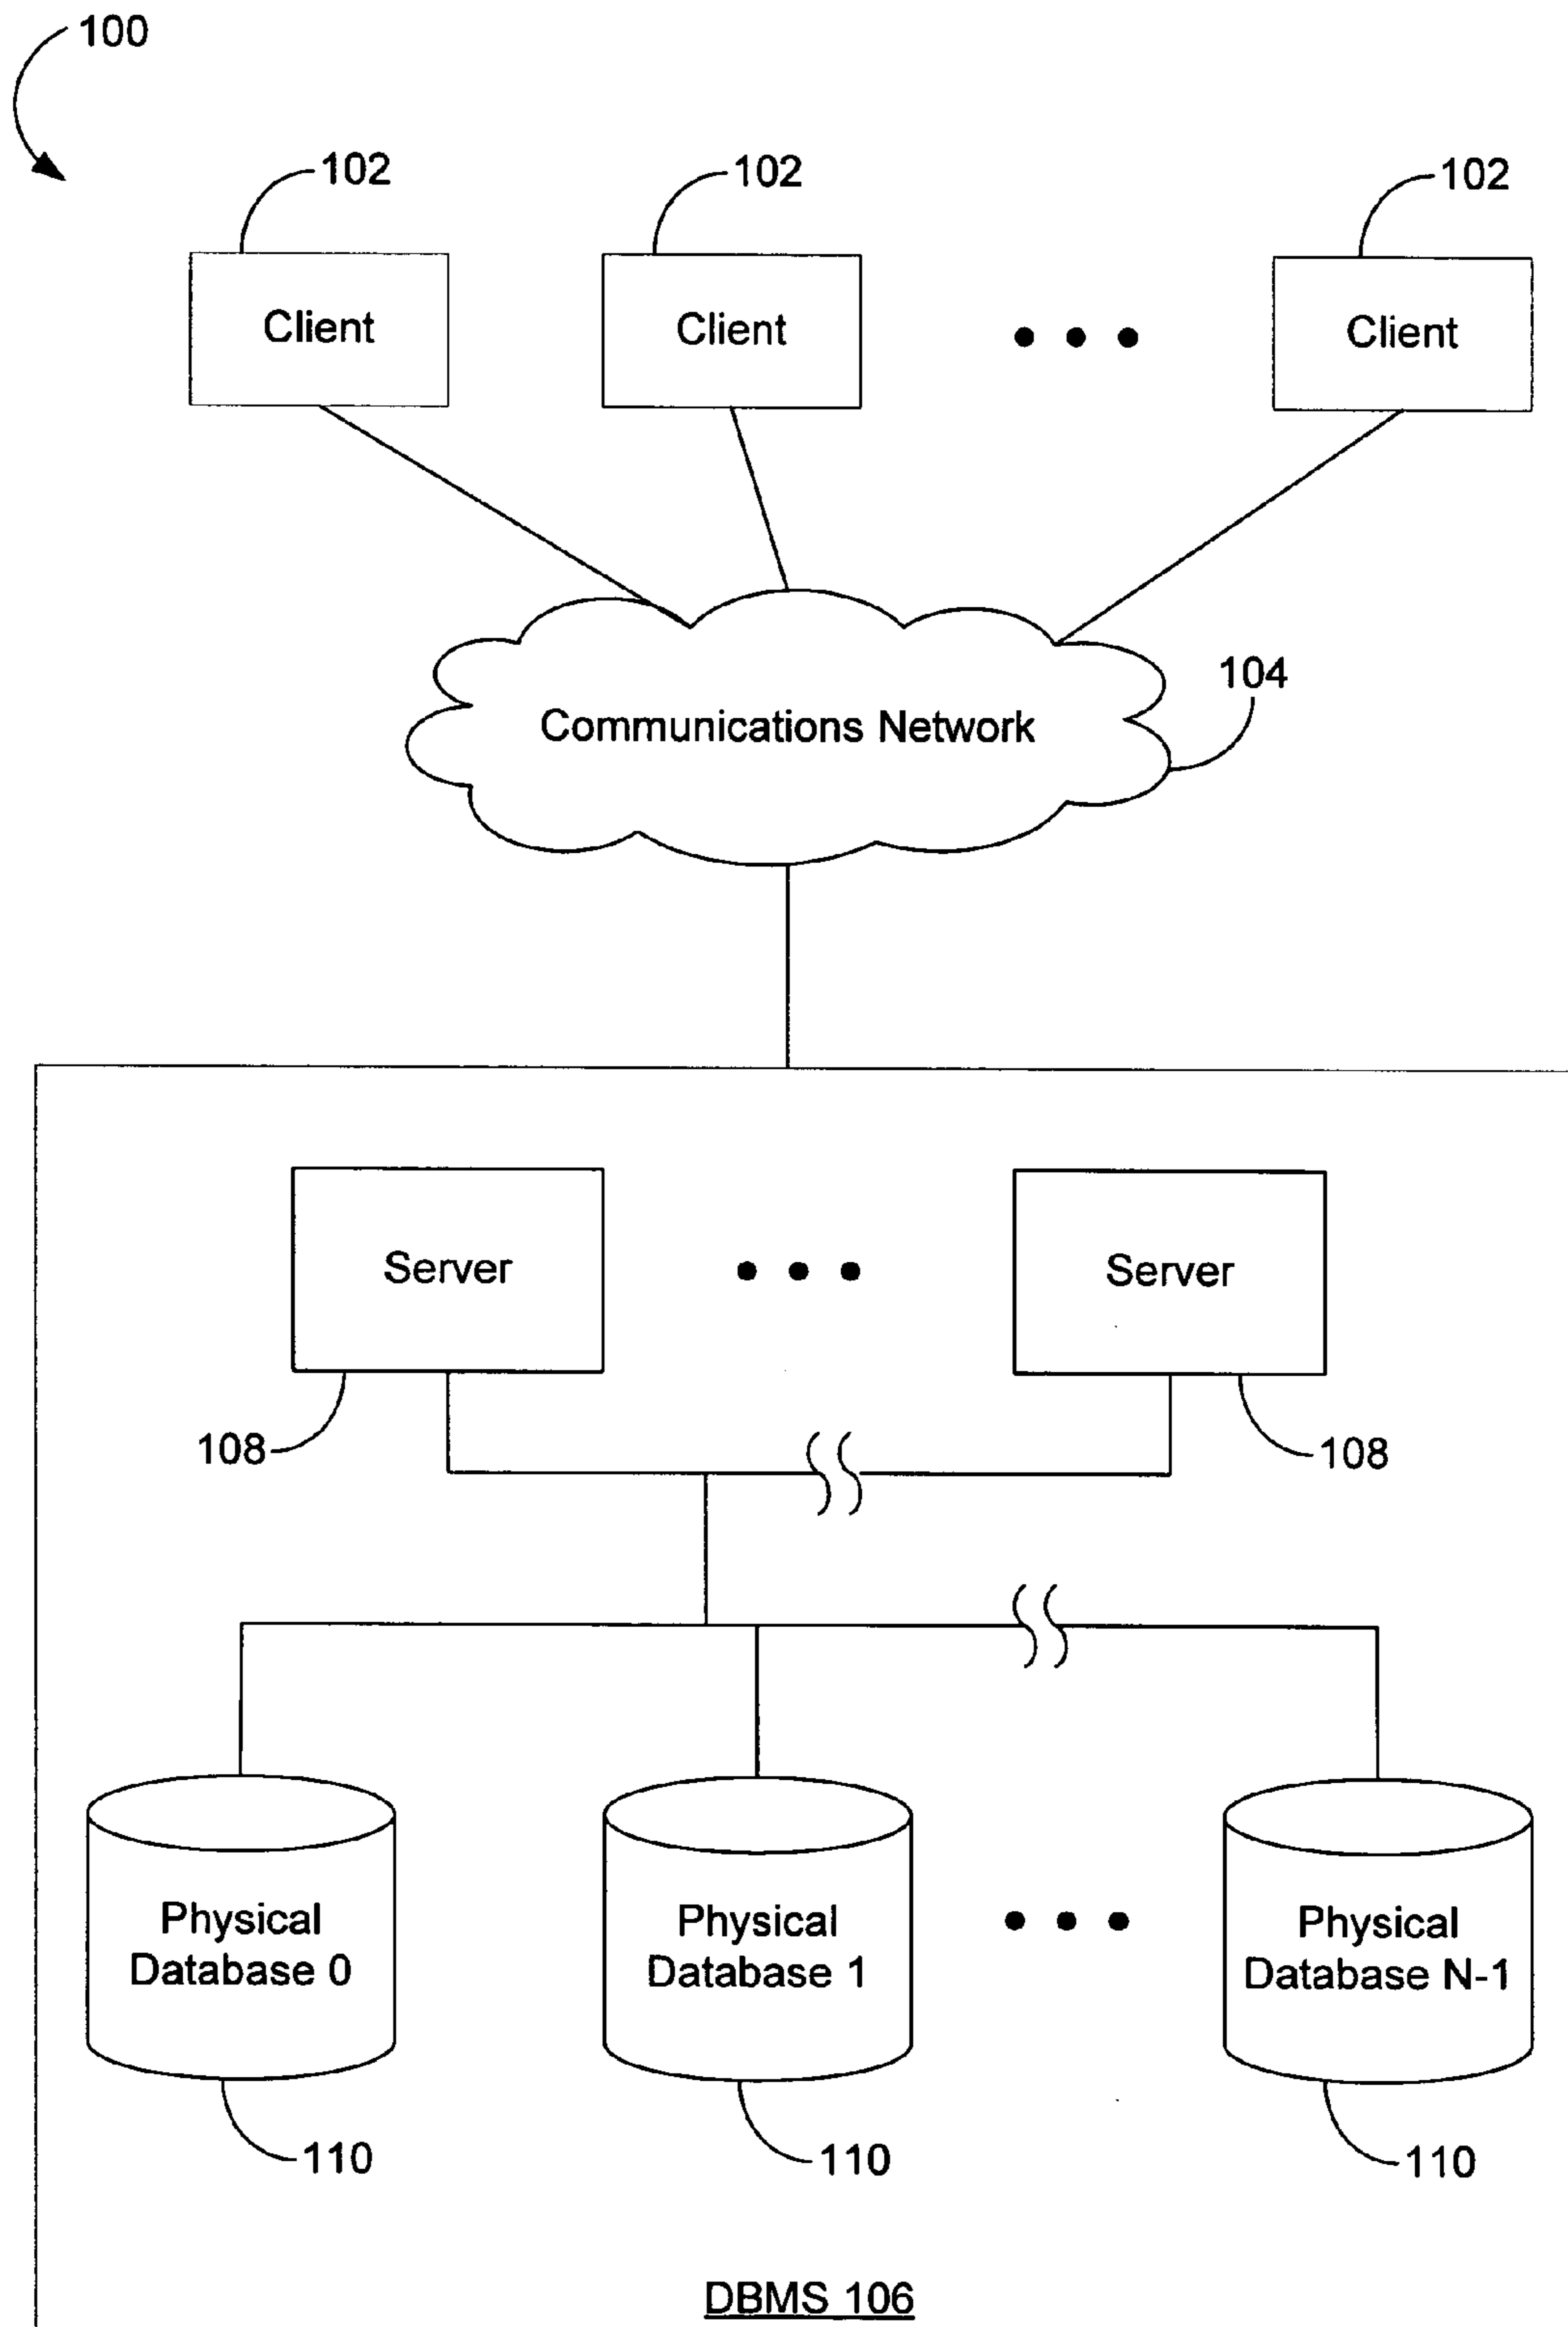 100
102
102
102
Client
Client
Client
104
Communications Network
Server
Server
108
108
Physical
Database 0
Physical
Database 1
Physical
Database N-1
110
110
110
DBMS 106